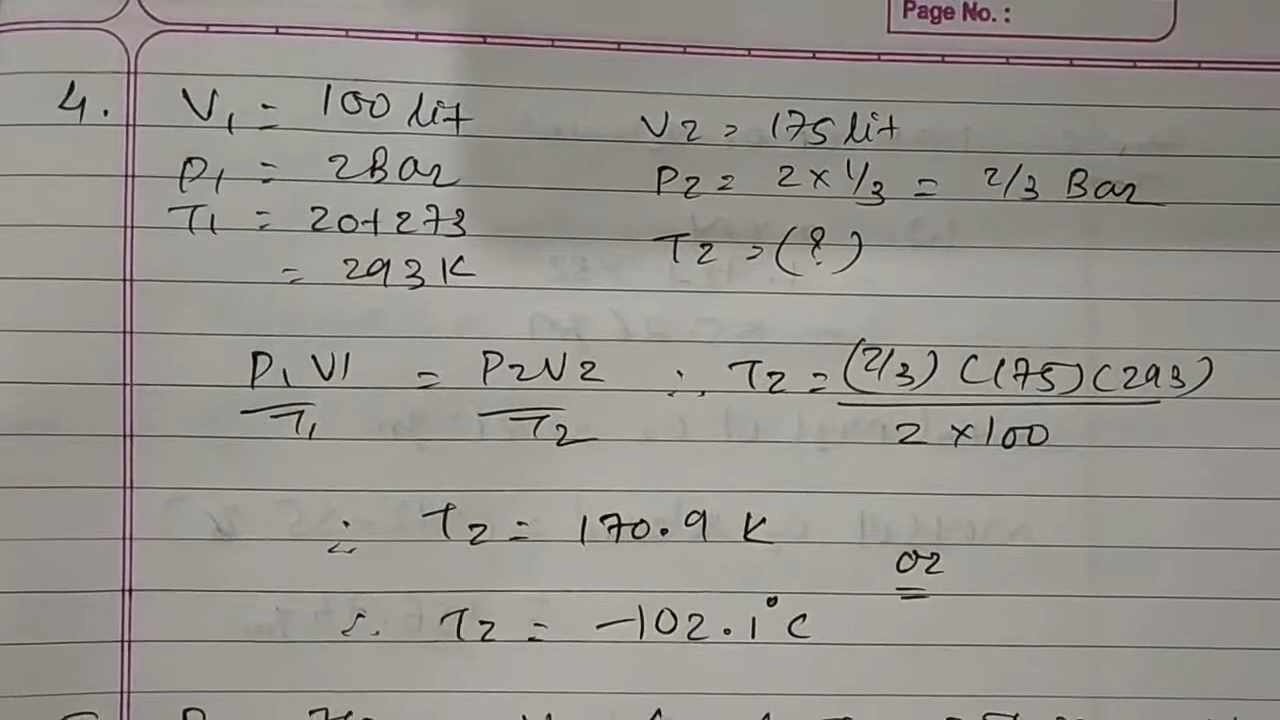 Page No. :
4. V1 = 100 lit V2 = 175 lit
P1 = 2Bar P2 = 2 x 1/3 = 2/3 Bar
T1 = 20+273 T2 = (?)
= 293 K
P1 V1 / T1 = P2V2 / T2 ∴ T2 = (2/3) (175) (293) / 2 x 100
∴ T2 = 170.9 K or
∴ T2 = -102.1°C